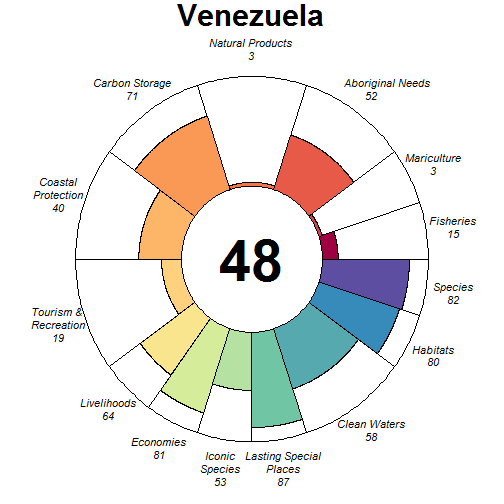 Venezuela
Natural Products
3
Carbon Storage
71
Aboriginal Needs
52
Mariculture
3
Coastal
Protection
40
Fisheries
15
48
Species
82
Tourism &
Recreation
19
Habitats
80
Livelihoods
64
Clean Waters
58
Economies
81
Iconic
Species
53
Lasting Special
Places
87